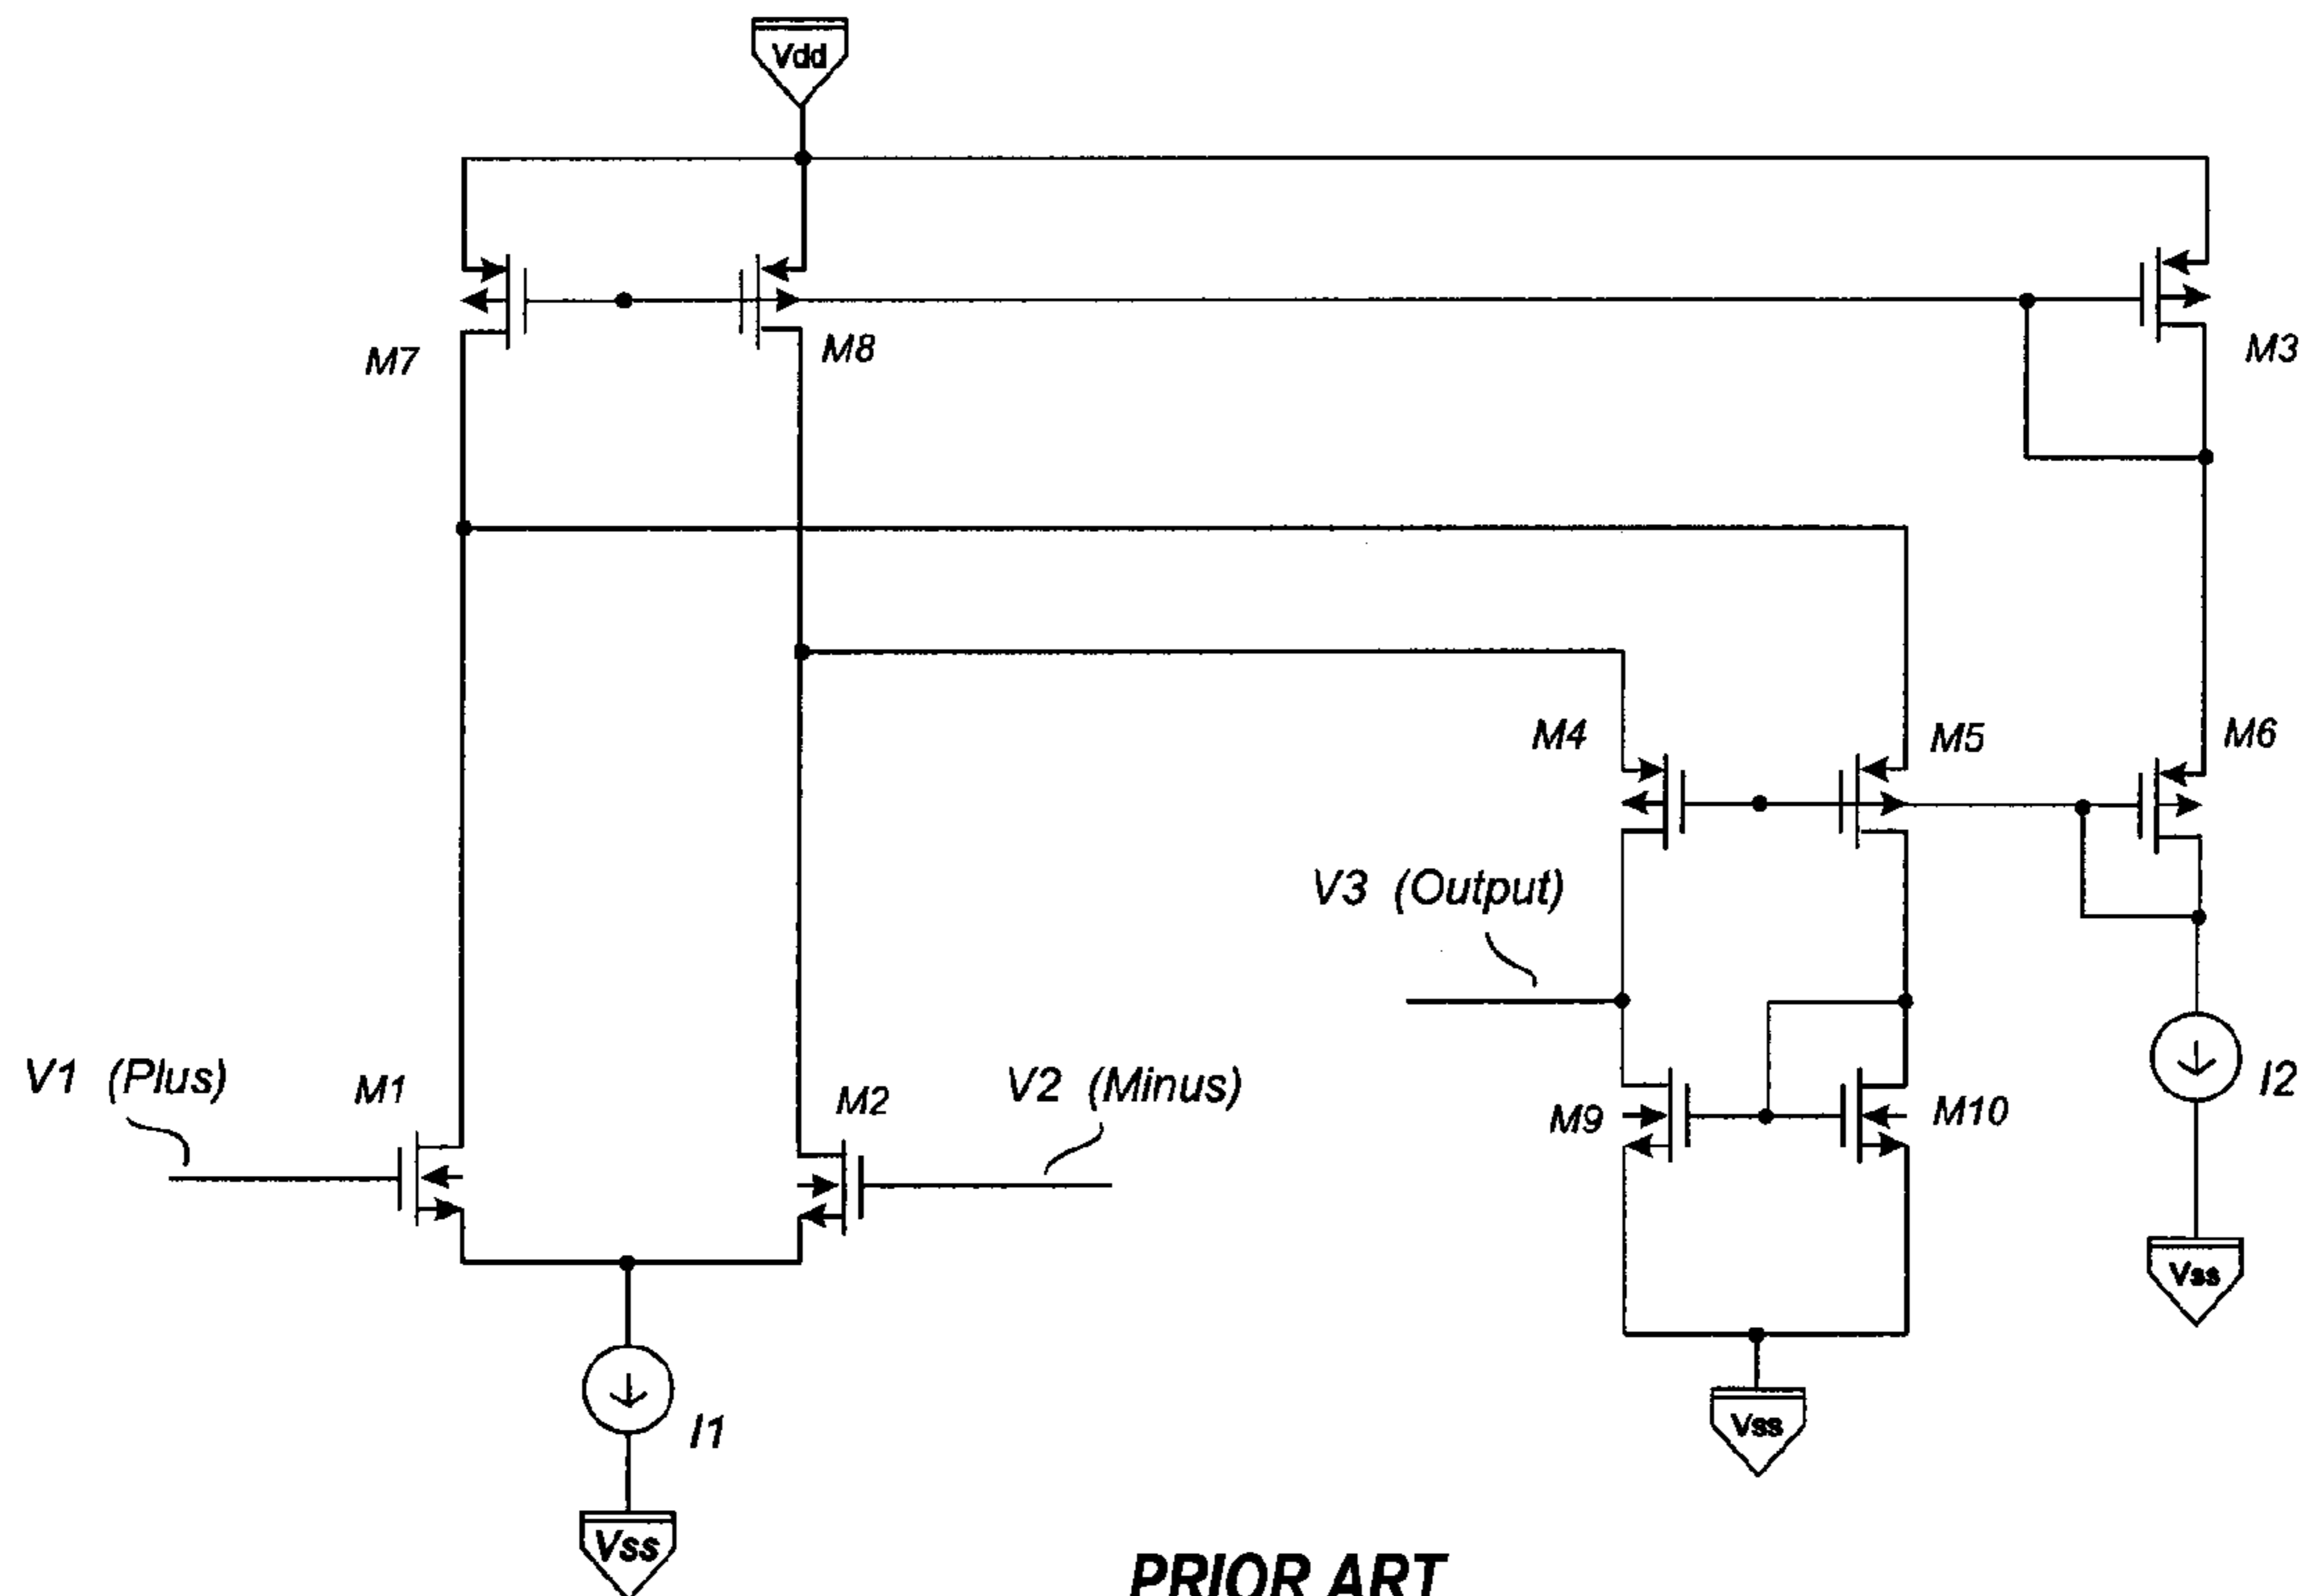 Vdd
M7
M8
M3
M4
M5
M6
V3 (Output)
V1 (Plus)
M1
M2
V2 (Minus)
M9
M10
I2
Vss
I1
Vss
Vss
PRIOR ART